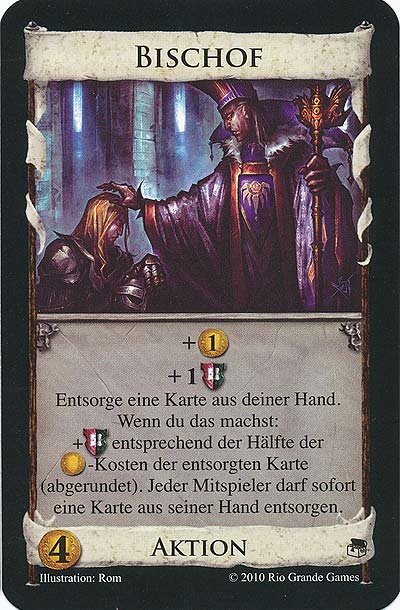 Bischof
+ 1
+ 1
Entsorge eine Karte aus deiner Hand.
Wenn du das machst:
+ entsprechend der Hälfte der
-Kosten der entsorgten Karte
(abgerundet). Jeder Mitspieler darf sofort
eine Karte aus seiner Hand entsorgen.
4 Aktion
Illustration: Rom © 2010 Rio Grande Games